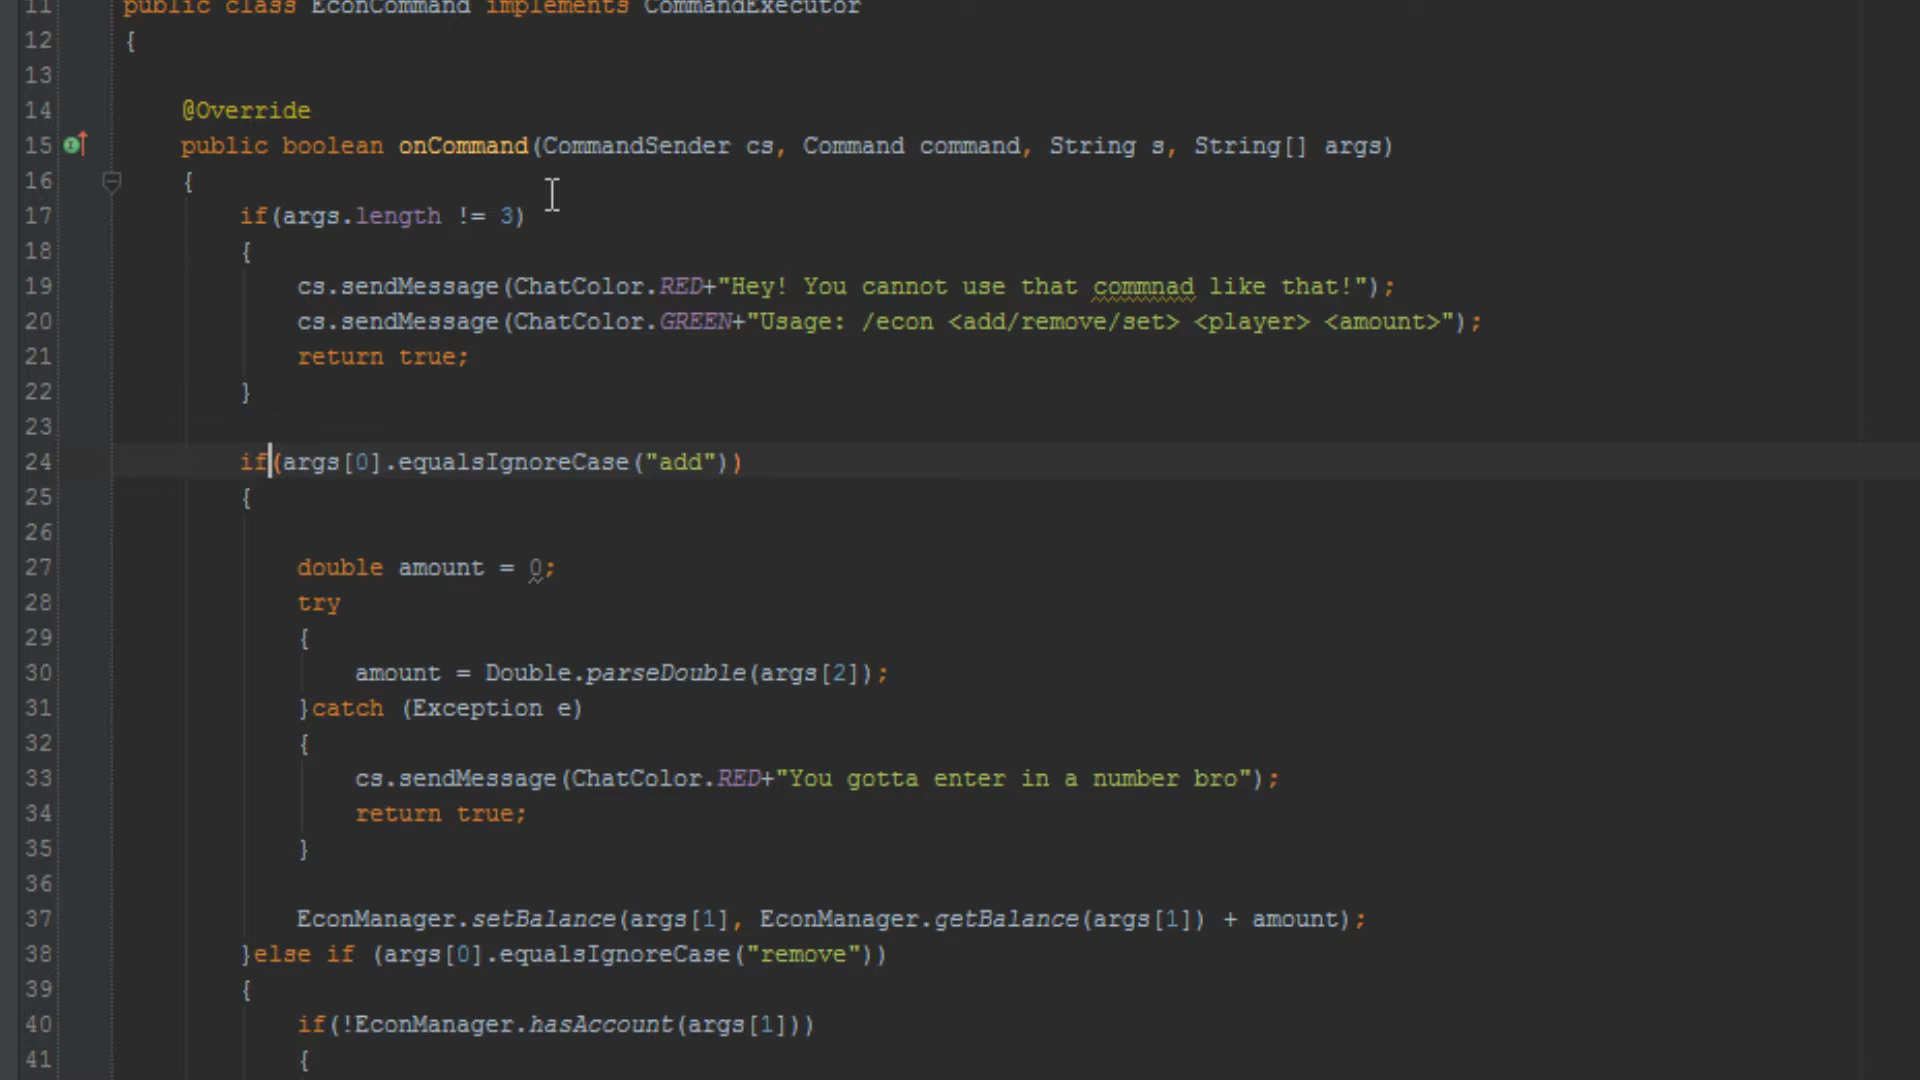 11 public class EconCommand implements CommandExecutor
12 {
13
14 @Override
15 public boolean onCommand(CommandSender cs, Command command, String s, String[] args)
16 {
17 if(args.length != 3)
18 {
19 cs.sendMessage(ChatColor.RED+"Hey! You cannot use that commnad like that!");
20 cs.sendMessage(ChatColor.GREEN+"Usage: /econ <add/remove/set> <player> <amount>");
21 return true;
22 }
23
24 if(args[0].equalsIgnoreCase("add"))
25 {
26
27 double amount = 0;
28 try
29 {
30 amount = Double.parseDouble(args[2]);
31 }catch (Exception e)
32 {
33 cs.sendMessage(ChatColor.RED+"You gotta enter in a number bro");
34 return true;
35 }
36
37 EconManager.setBalance(args[1], EconManager.getBalance(args[1]) + amount);
38 }else if (args[0].equalsIgnoreCase("remove"))
39 {
40 if(!EconManager.hasAccount(args[1]))
41 {